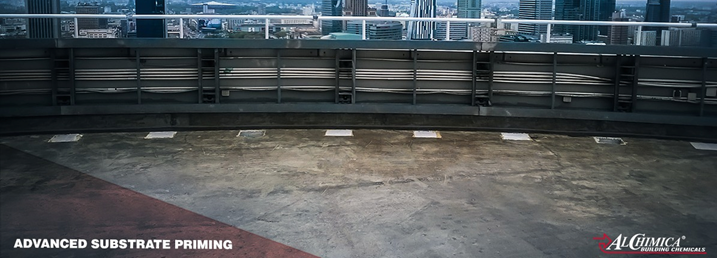 ADVANCED SUBSTRATE PRIMING
ALCHIMICA®
BUILDING CHEMICALS